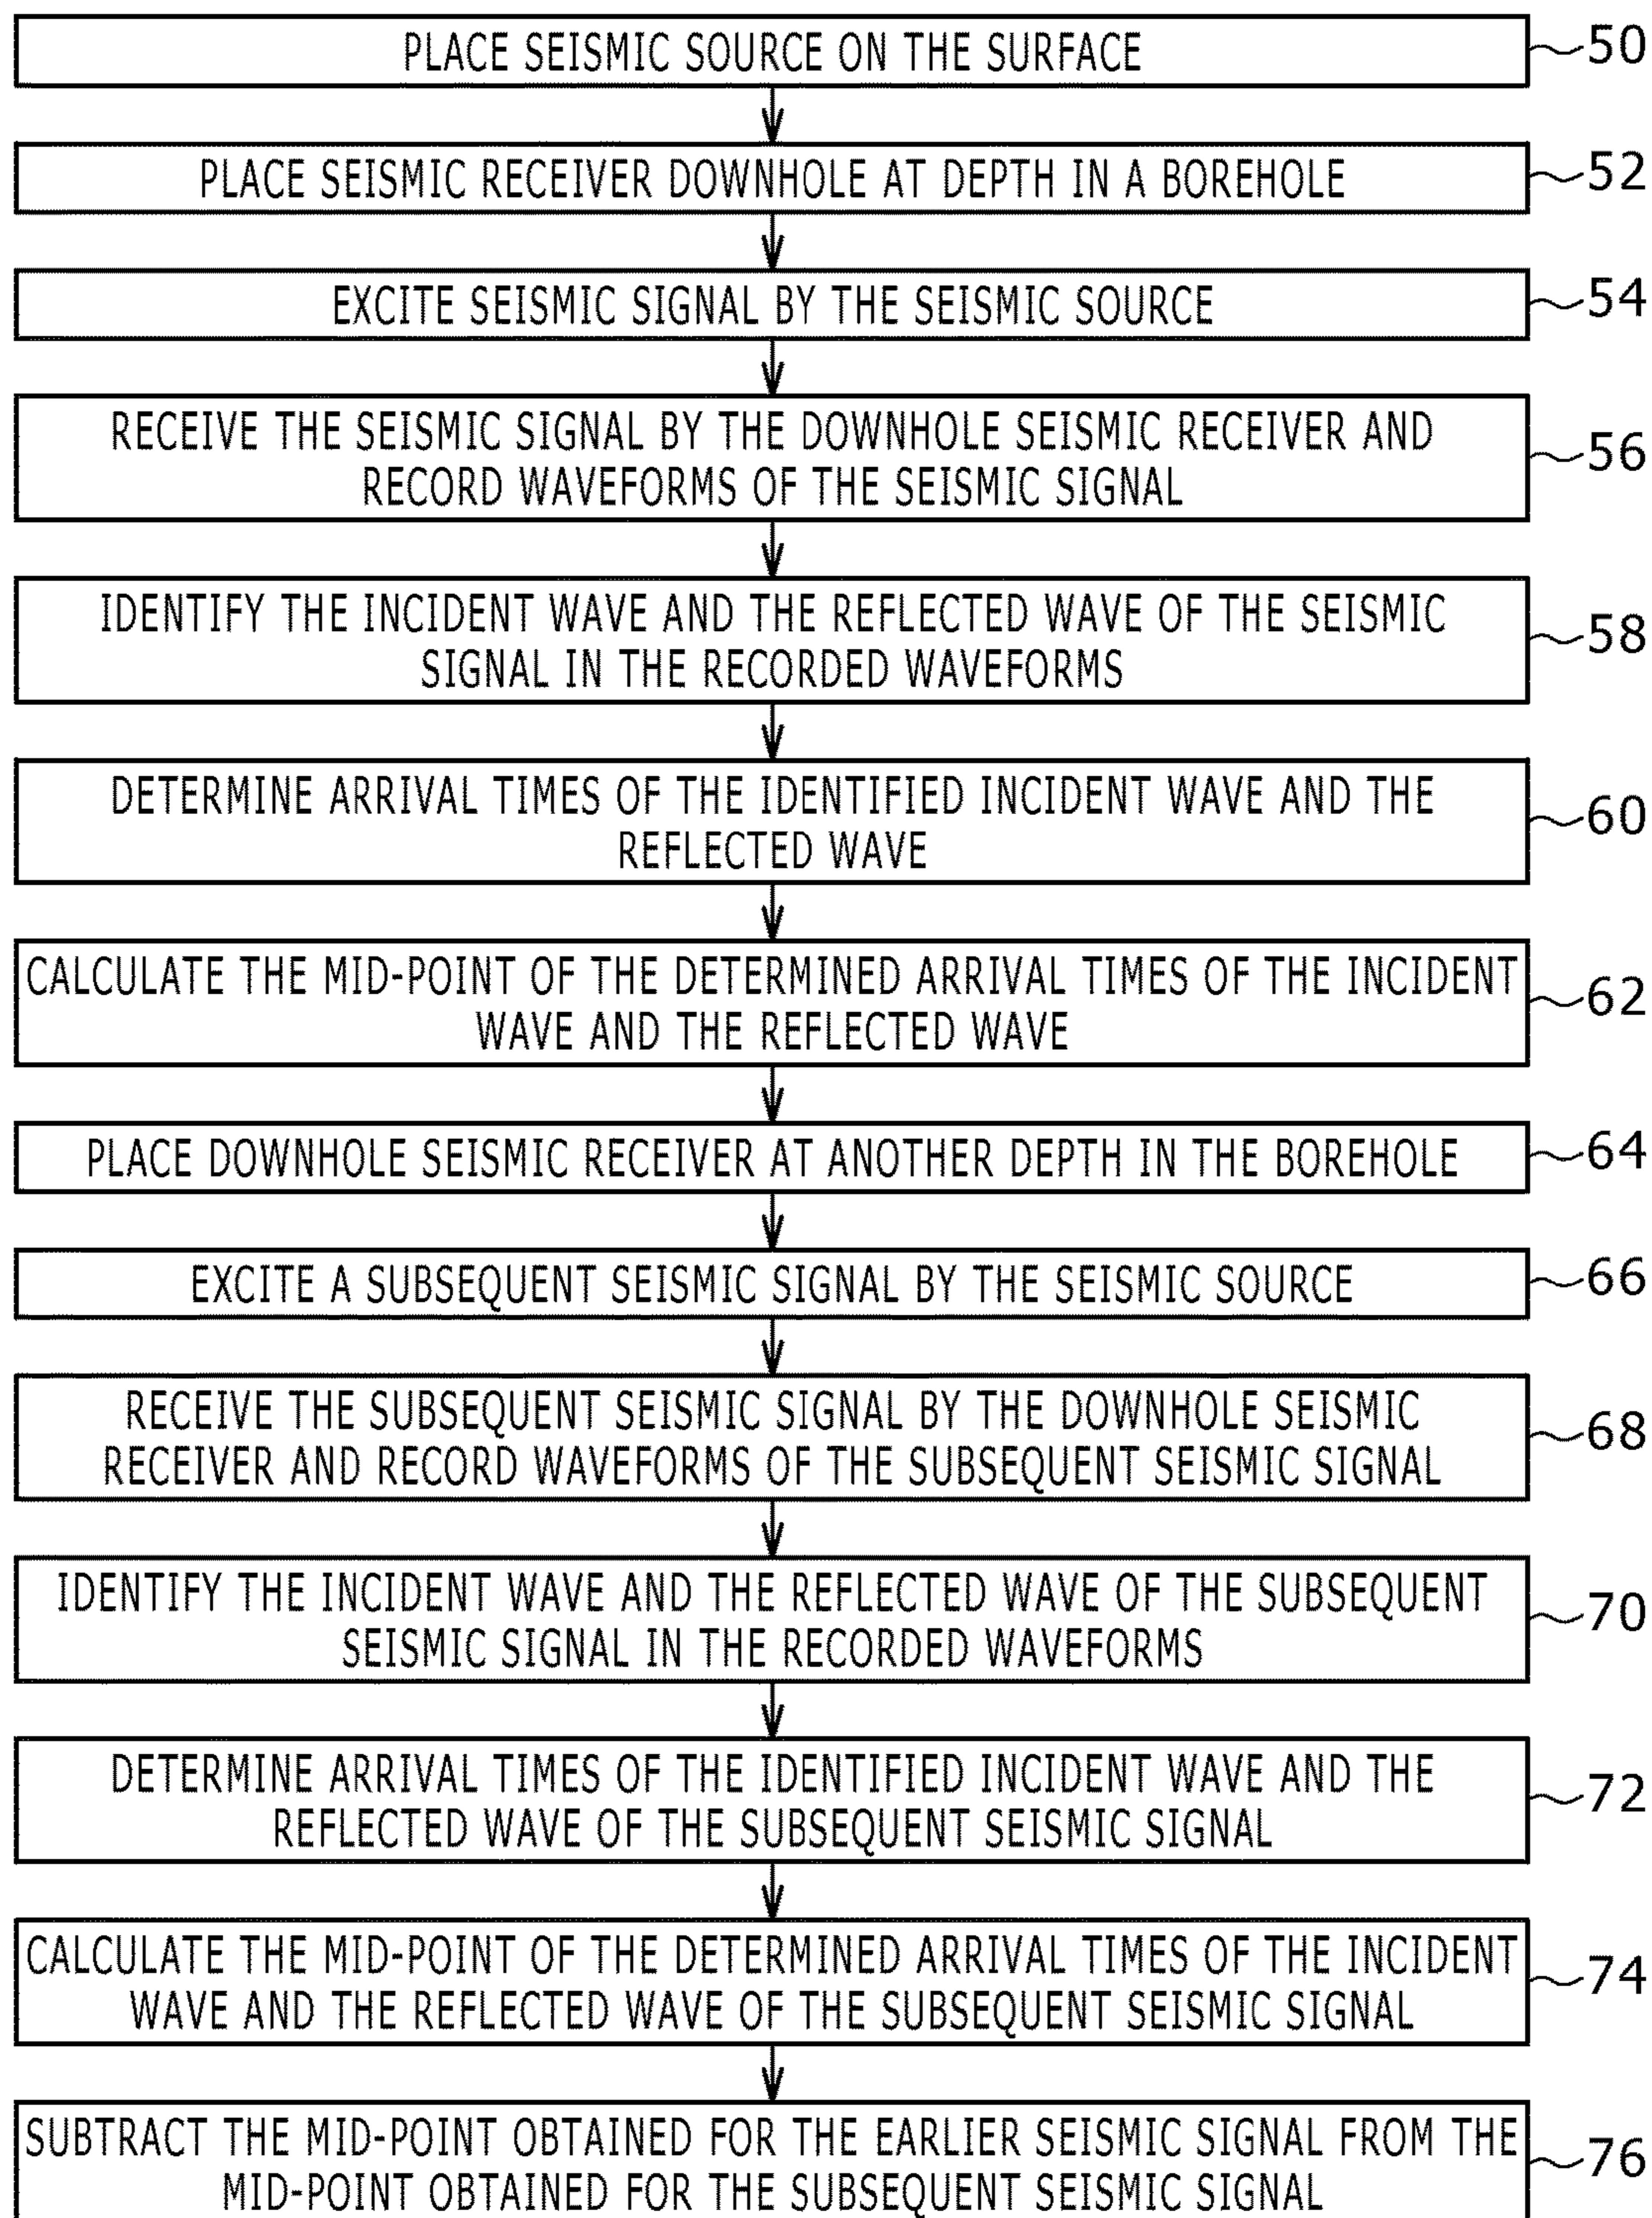 PLACE SEISMIC SOURCE ON THE SURFACE
50
PLACE SEISMIC RECEIVER DOWNHOLE AT DEPTH IN A BOREHOLE
52
EXCITE SEISMIC SIGNAL BY THE SEISMIC SOURCE
54
RECEIVE THE SEISMIC SIGNAL BY THE DOWNHOLE SEISMIC RECEIVER AND
RECORD WAVEFORMS OF THE SEISMIC SIGNAL
56
IDENTIFY THE INCIDENT WAVE AND THE REFLECTED WAVE OF THE SEISMIC
SIGNAL IN THE RECORDED WAVEFORMS
58
DETERMINE ARRIVAL TIMES OF THE IDENTIFIED INCIDENT WAVE AND THE
REFLECTED WAVE
60
CALCULATE THE MID-POINT OF THE DETERMINED ARRIVAL TIMES OF THE INCIDENT
WAVE AND THE REFLECTED WAVE
62
PLACE DOWNHOLE SEISMIC RECEIVER AT ANOTHER DEPTH IN THE BOREHOLE
64
EXCITE A SUBSEQUENT SEISMIC SIGNAL BY THE SEISMIC SOURCE
66
RECEIVE THE SUBSEQUENT SEISMIC SIGNAL BY THE DOWNHOLE SEISMIC
RECEIVER AND RECORD WAVEFORMS OF THE SUBSEQUENT SEISMIC SIGNAL
68
IDENTIFY THE INCIDENT WAVE AND THE REFLECTED WAVE OF THE SUBSEQUENT
SEISMIC SIGNAL IN THE RECORDED WAVEFORMS
70
DETERMINE ARRIVAL TIMES OF THE IDENTIFIED INCIDENT WAVE AND THE
REFLECTED WAVE OF THE SUBSEQUENT SEISMIC SIGNAL
72
CALCULATE THE MID-POINT OF THE DETERMINED ARRIVAL TIMES OF THE INCIDENT
WAVE AND THE REFLECTED WAVE OF THE SUBSEQUENT SEISMIC SIGNAL
74
SUBTRACT THE MID-POINT OBTAINED FOR THE EARLIER SEISMIC SIGNAL FROM THE
MID-POINT OBTAINED FOR THE SUBSEQUENT SEISMIC SIGNAL
76